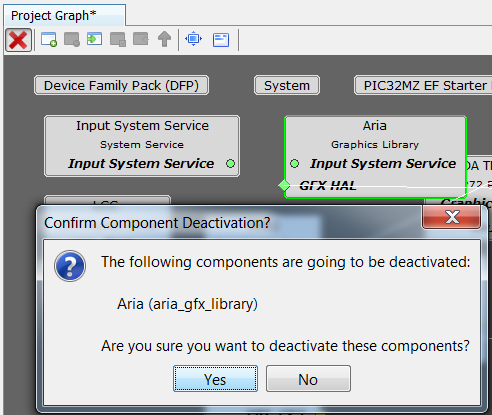 Project Graph*
Device Family Pack (DFP)
System
PIC32MZ EF Starter
Input System Service
System Service
Input System Service
Aria
Graphics Library
Input System Service
GFX HAL
Confirm Component Deactivation?
The following components are going to be deactivated:
Aria (aria_gfx_library)
Are you sure you want to deactivate these components?
Yes
No